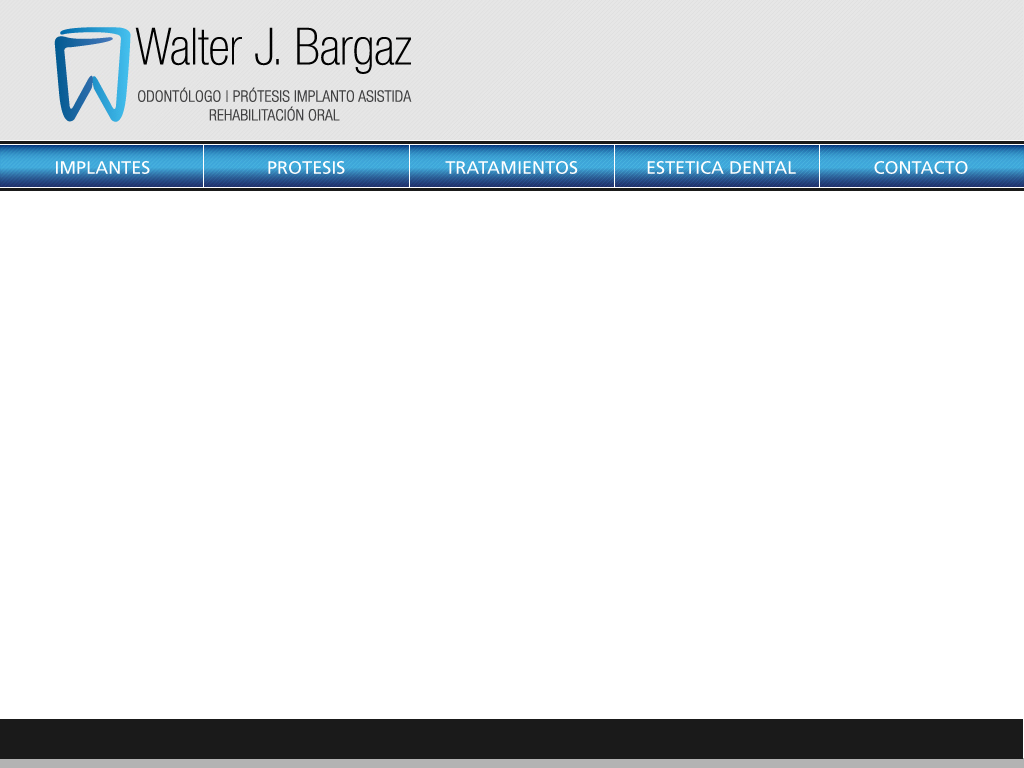 Walter J. Bargaz
ODONTÓLOGO | PRÓTESIS IMPLANTO ASISTIDA
REHABILITACIÓN ORAL
IMPLANTES
PROTESIS
TRATAMIENTOS
ESTETICA DENTAL
CONTACTO